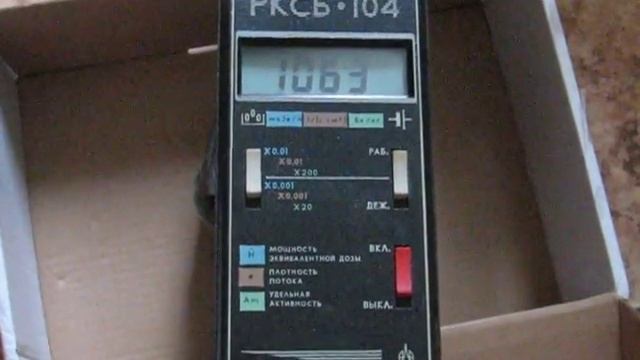 РКСБ·104
1063
X0.01 РАБ.
X0.01
X200
X0.001
X0.001
X20 ДЕЖ.
H МОЩНОСТЬ ВКЛ.
ЭКВИВАЛЕНТНОЙ ДОЗЫ
ПЛОТНОСТЬ
ПОТОКА
Am УДЕЛЬНАЯ
АКТИВНОСТЬ ВЫКЛ.